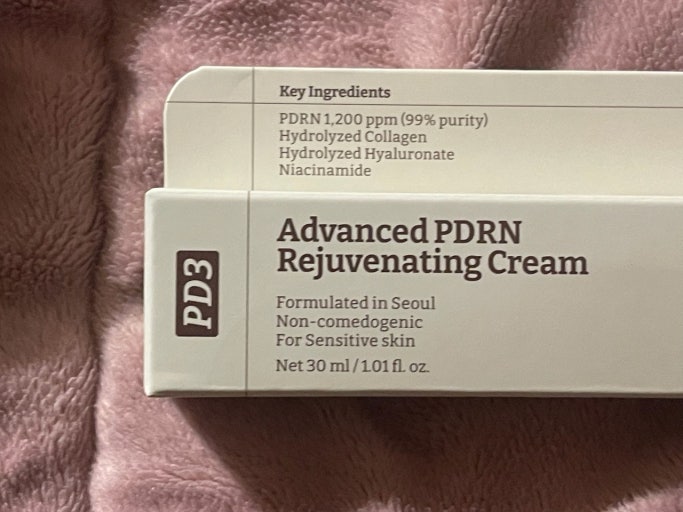 Key Ingredients
PDRN 1,200 ppm (99% purity)
Hydrolyzed Collagen
Hydrolyzed Hyaluronate
Niacinamide
PD3
Advanced PDRN
Rejuvenating Cream
Formulated in Seoul
Non-comedogenic
For Sensitive skin
Net 30 ml / 1.01 fl. oz.